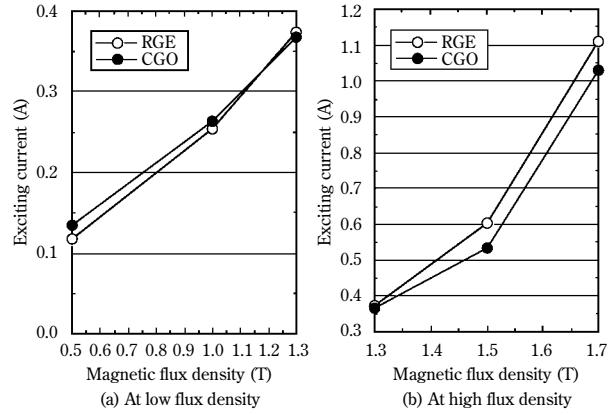 0.4
0.3
0.2
0.1
0.0
Exciting current (A)
RGE
CGO
0.5 0.6 0.7 0.8 0.9 1.0 1.1 1.2 1.3
Magnetic flux density (T)
(a) At low flux density
1.2
1.1
1.0
0.9
0.8
0.7
0.6
0.5
0.4
0.3
Exciting current (A)
RGE
CGO
1.3 1.4 1.5 1.6 1.7
Magnetic flux density (T)
(b) At high flux density